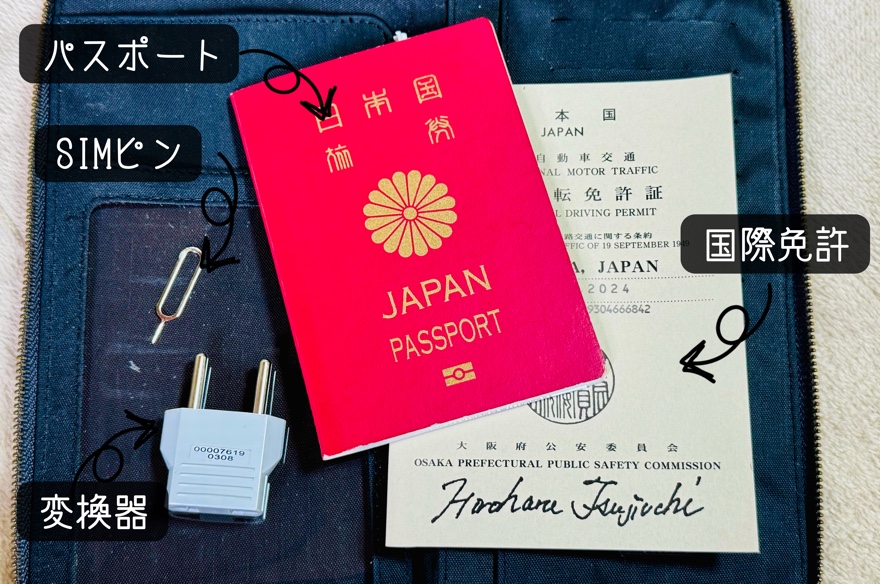 パスポート
SIMピン
国際免許
変換器
日本国
旅 券
JAPAN
PASSPORT
本 国
JAPAN
自動車交通
NAL MOTOR TRAFFIC
転免許証
L DRIVING PERMIT
路交通に関する条約
FFIC OF 19 SEPTEMBER 1949
A, JAPAN
2024
9304666842
大阪府公安委員会
OSAKA PREFECTURAL PUBLIC SAFETY COMMISSION
00007619
0308